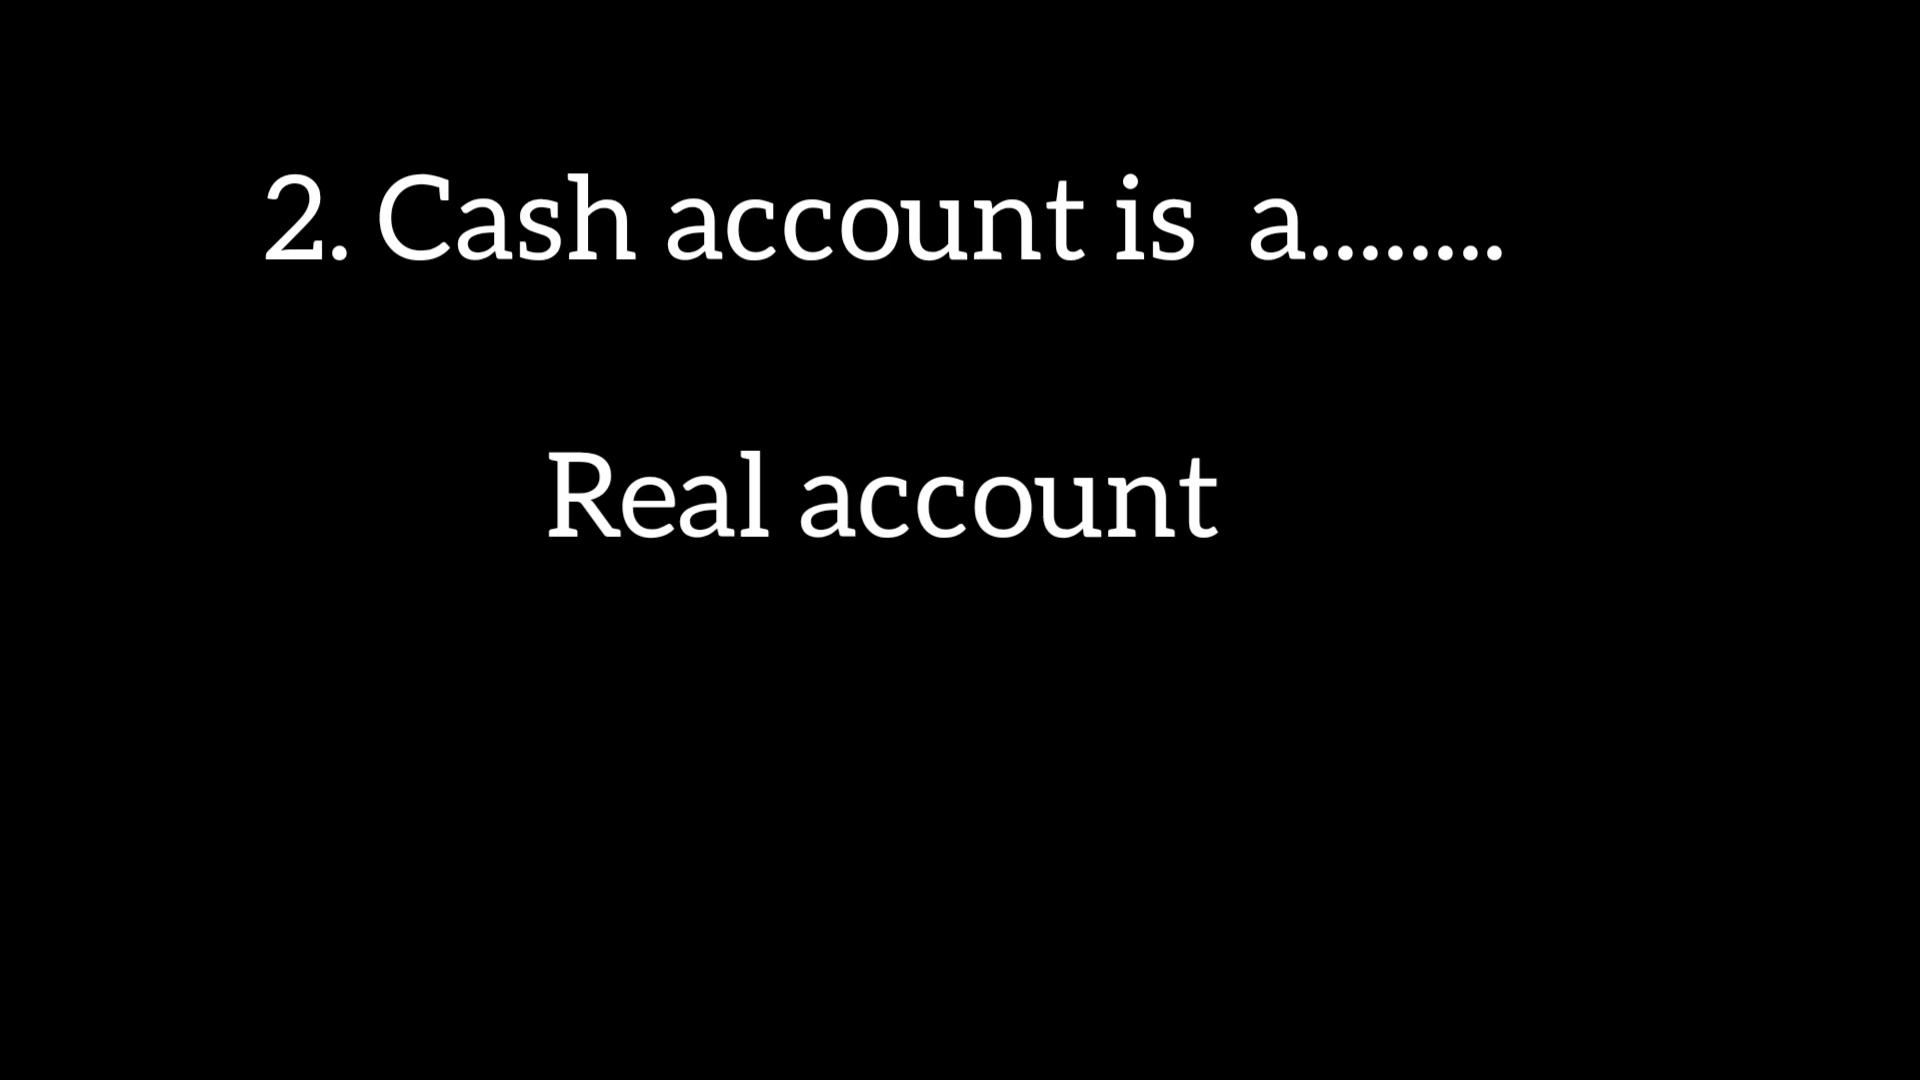 2. Cash account is  a........
Real account